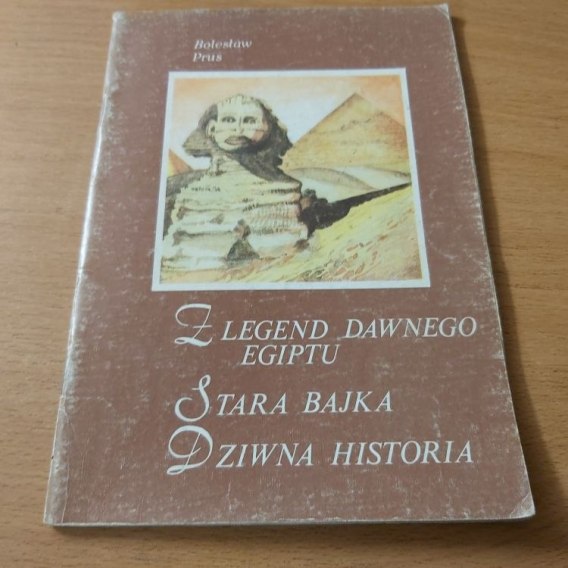 Bolesław
Prus
Z LEGEND DAWNEGO
EGIPTU
STARA BAJKA
DZIWNA HISTORIA